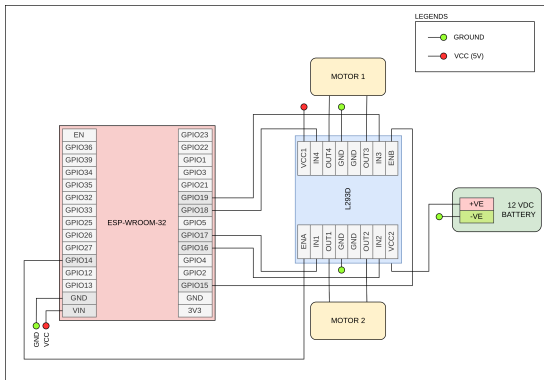 LEGENDS
GROUND
VCC (5V)
MOTOR 1
EN
GPIO36
GPIO39
GPIO34
GPIO35
GPIO32
GPIO33
GPIO25
GPIO26
GPIO27
GPIO14
GPIO12
GPIO13
GND
VIN
ESP-WROOM-32
GPIO23
GPIO22
GPIO1
GPIO3
GPIO21
GPIO19
GPIO18
GPIO5
GPIO17
GPIO16
GPIO4
GPIO2
GPIO15
GND
3V3
GND
VCC
VCC1
IN4
OUT4
GND
GND
OUT3
IN3
ENB
L293D
ENA
IN1
OUT1
GND
GND
OUT2
IN2
VCC2
MOTOR 2
+VE
-VE
12 VDC
BATTERY